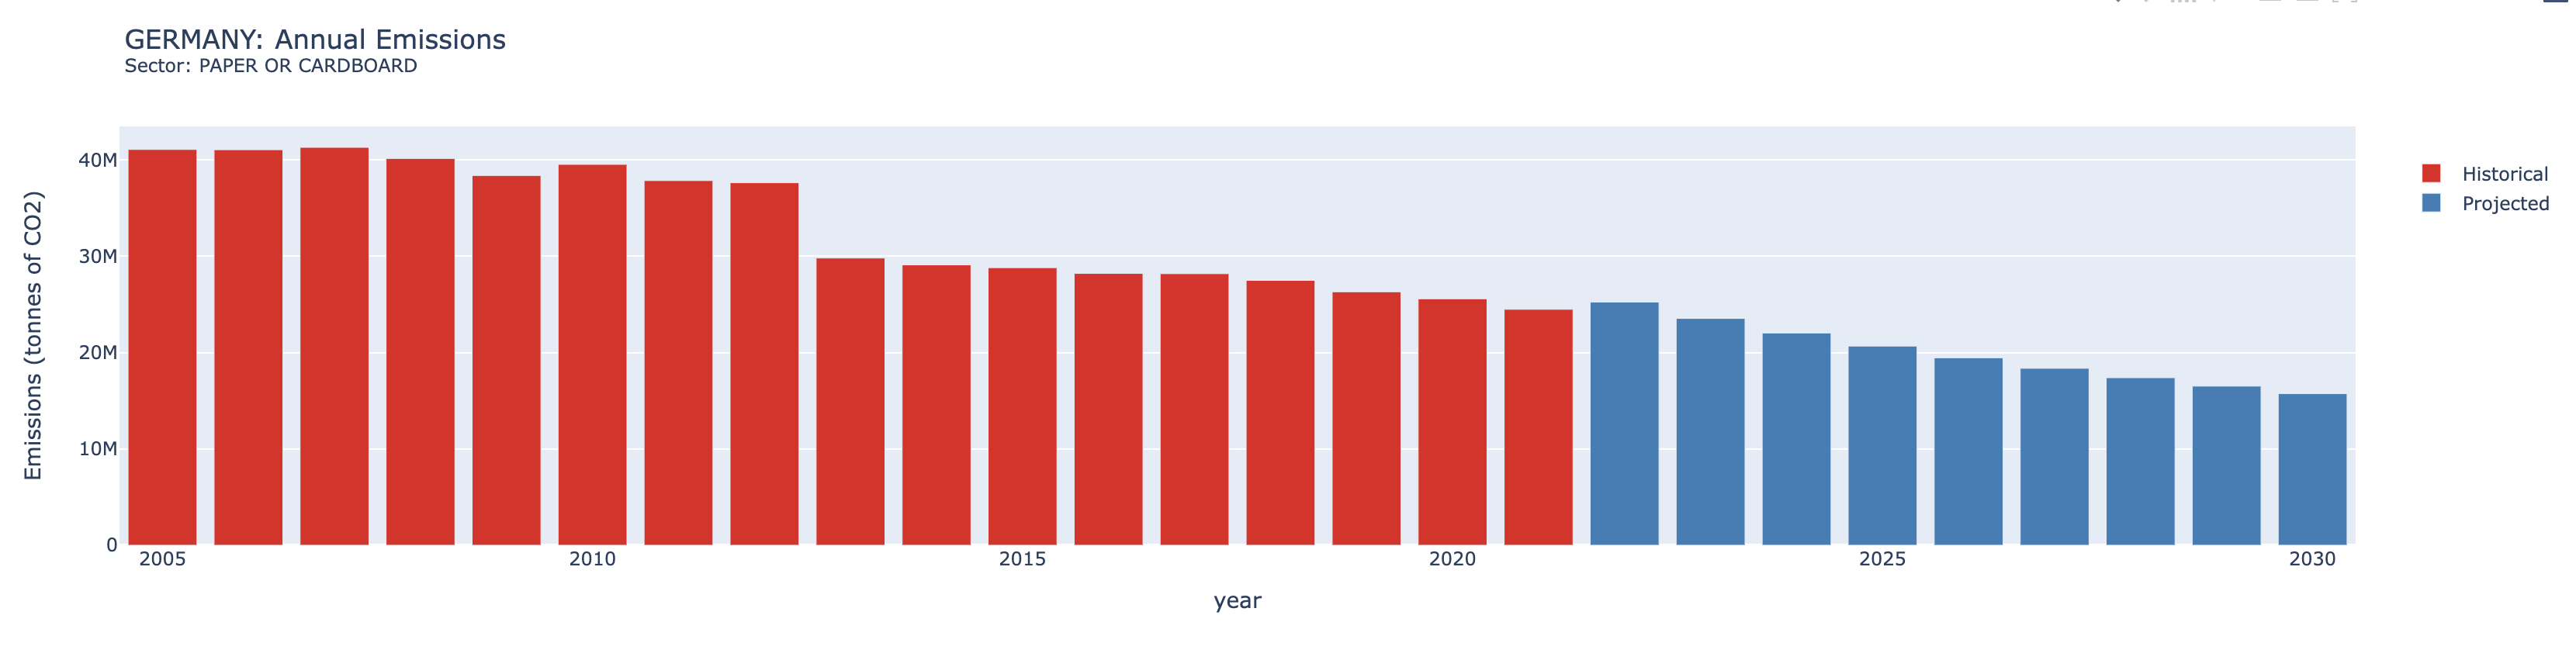 GERMANY: Annual Emissions
Sector: PAPER OR CARDBOARD
Emissions (tonnes of CO2)
40M
30M
20M
10M
0
2005
2010
2015
2020
2025
2030
year
Historical
Projected